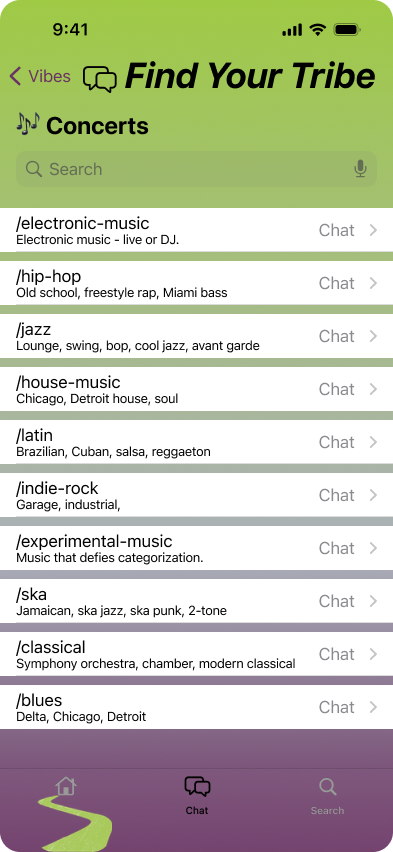 9:41
Vibes
Find Your Tribe
Concerts
Search
/electronic-music
Electronic music - live or DJ.
Chat
/hip-hop
Old school, freestyle rap, Miami bass
Chat
/jazz
Lounge, swing, bop, cool jazz, avant garde
Chat
/house-music
Chicago, Detroit house, soul
Chat
/latin
Brazilian, Cuban, salsa, reggaeton
Chat
/indie-rock
Garage, industrial,
Chat
/experimental-music
Music that defies categorization.
Chat
/ska
Jamaican, ska jazz, ska punk, 2-tone
Chat
/classical
Symphony orchestra, chamber, modern classical
Chat
/blues
Delta, Chicago, Detroit
Chat
Chat
Search